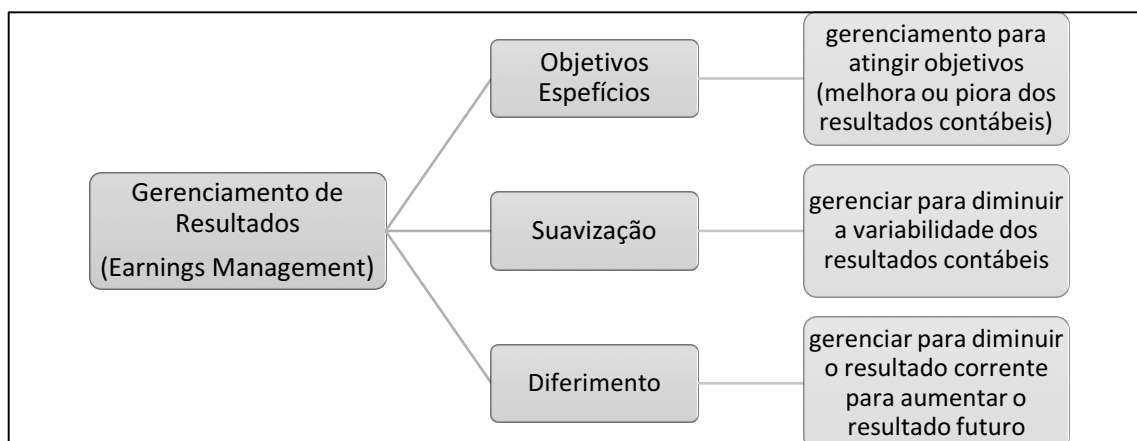 Gerenciamento de
Resultados
(Earnings Management)
Objetivos
Espefícios
gerenciamento para
atingir objetivos
(melhora ou piora dos
resultados contábeis)
Suavização
gerenciar para diminuir
a variabilidade dos
resultados contábeis
Diferimento
gerenciar para diminuir
o resultado corrente
para aumentar o
resultado futuro